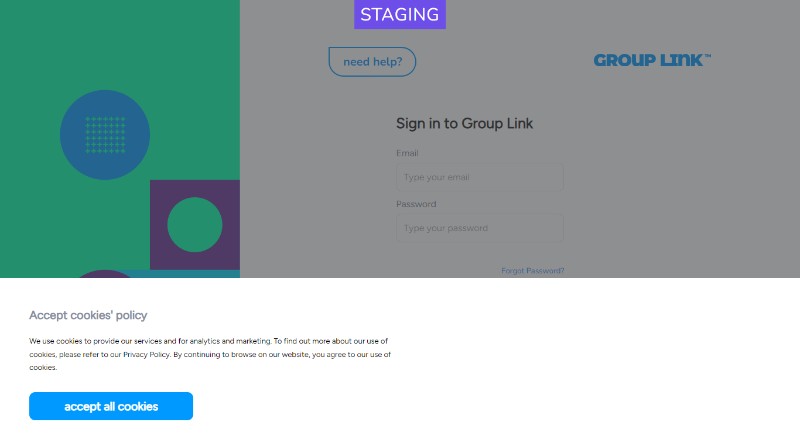 STAGING
need help?
GROUP LINK™
Sign in to Group Link
Email
Type your email
Password
Type your password
Forgot Password?
Accept cookies' policy
We use cookies to provide our services and for analytics and marketing. To find out more about our use of
cookies, please refer to our Privacy Policy. By continuing to browse on our website, you agree to our use of
cookies.
accept all cookies